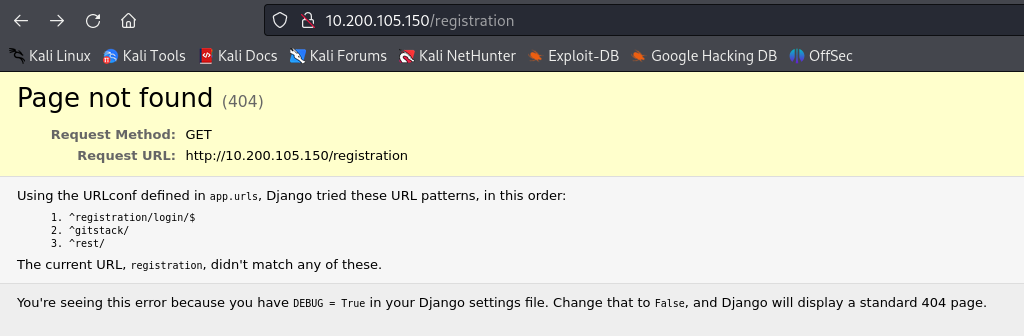 10.200.105.150/registration
Kali Linux Kali Tools Kali Docs Kali Forums Kali NetHunter Exploit-DB Google Hacking DB OffSec
Page not found (404)
Request Method: GET
Request URL: http://10.200.105.150/registration
Using the URLconf defined in app.urls, Django tried these URL patterns, in this order:
1. ^registration/login/$
2. ^gitstack/
3. ^rest/
The current URL, registration, didn't match any of these.
You're seeing this error because you have DEBUG = True in your Django settings file. Change that to False, and Django will display a standard 404 page.